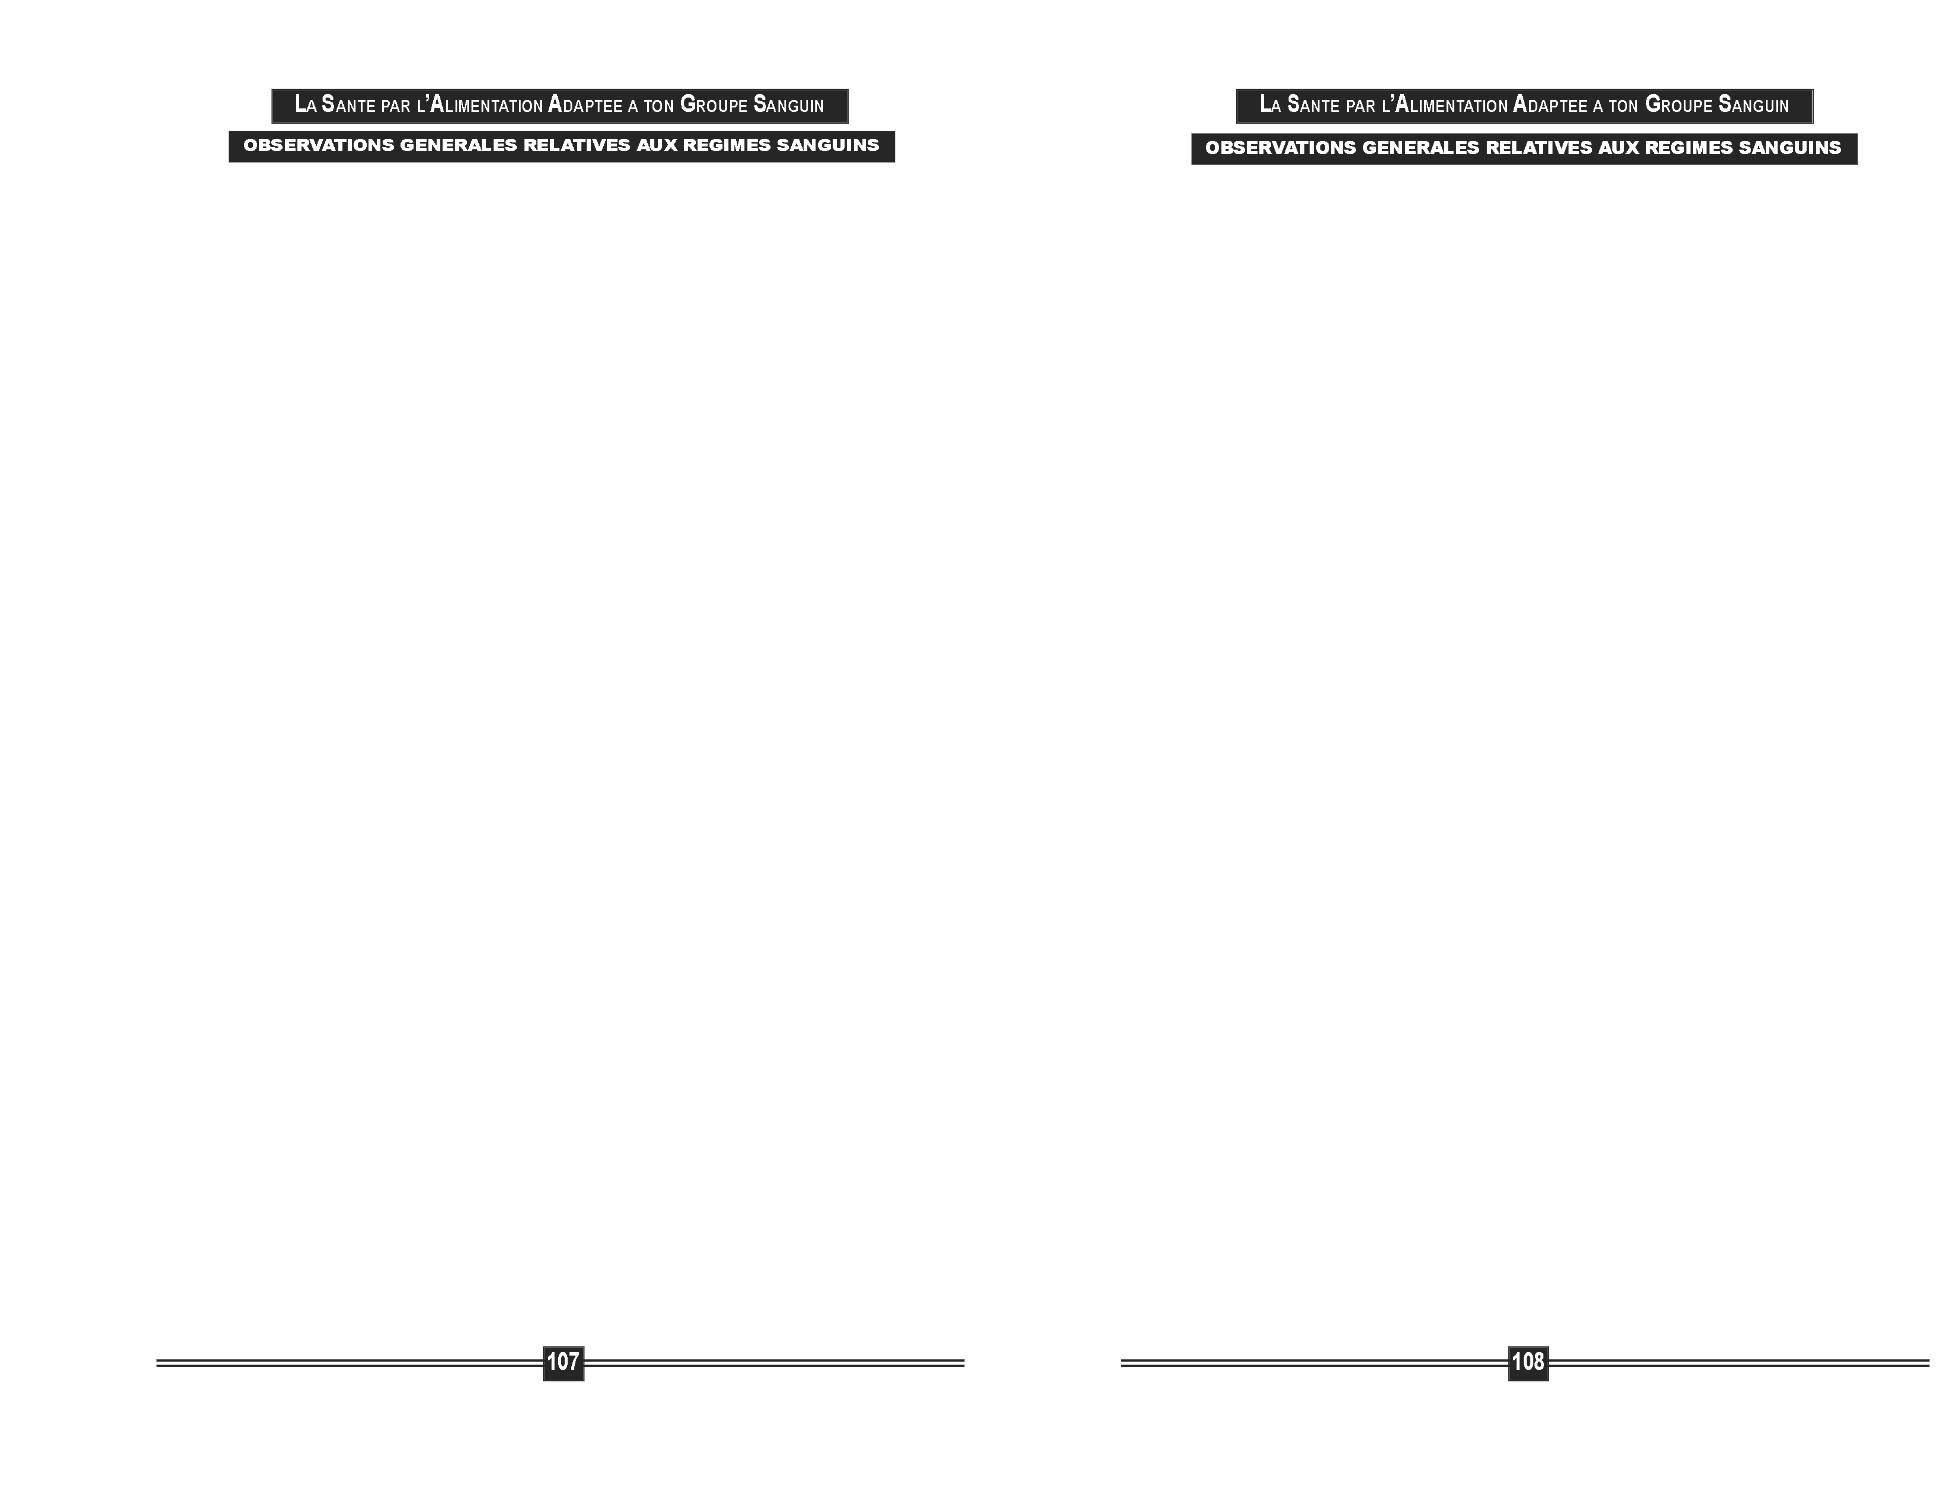 La Sante par l’Alimentation Adaptee a ton Groupe Sanguin
OBSERVATIONS GENERALES RELATIVES AUX REGIMES SANGUINS
107
La Sante par l’Alimentation Adaptee a ton Groupe Sanguin
OBSERVATIONS GENERALES RELATIVES AUX REGIMES SANGUINS
108